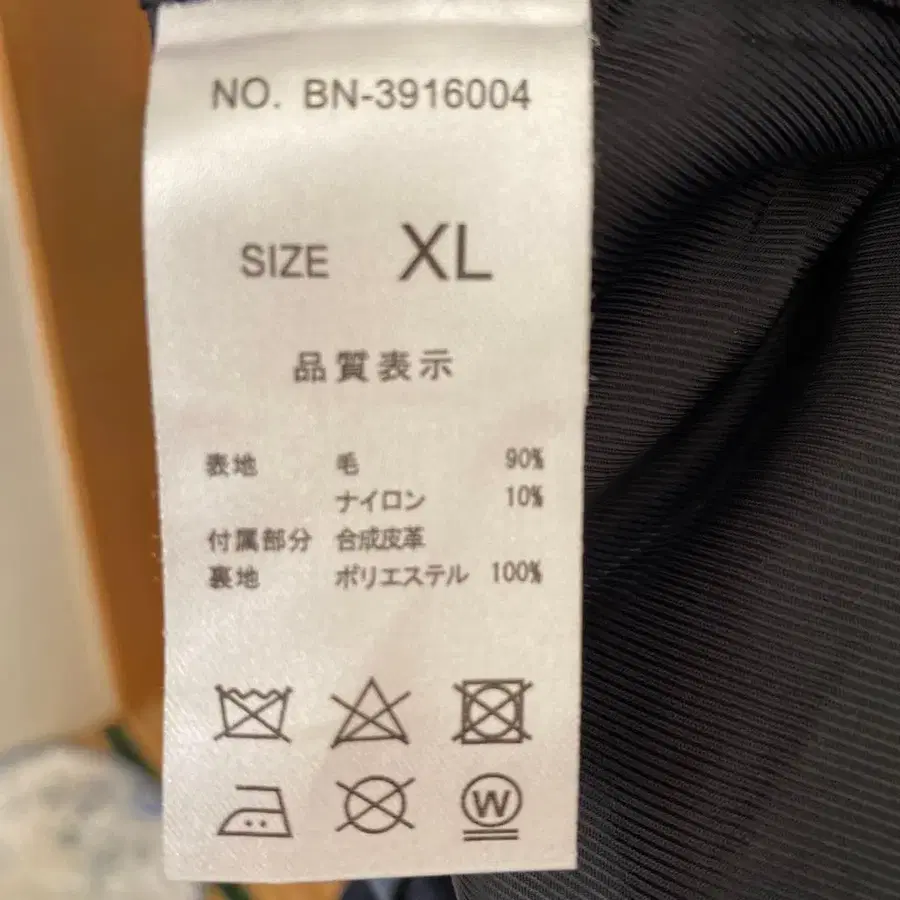 NO. BN-3916004
SIZE XL
品質表示
表地 毛 90%
ナイロン 10%
付属部分 合成皮革
裏地 ポリエステル 100%
W